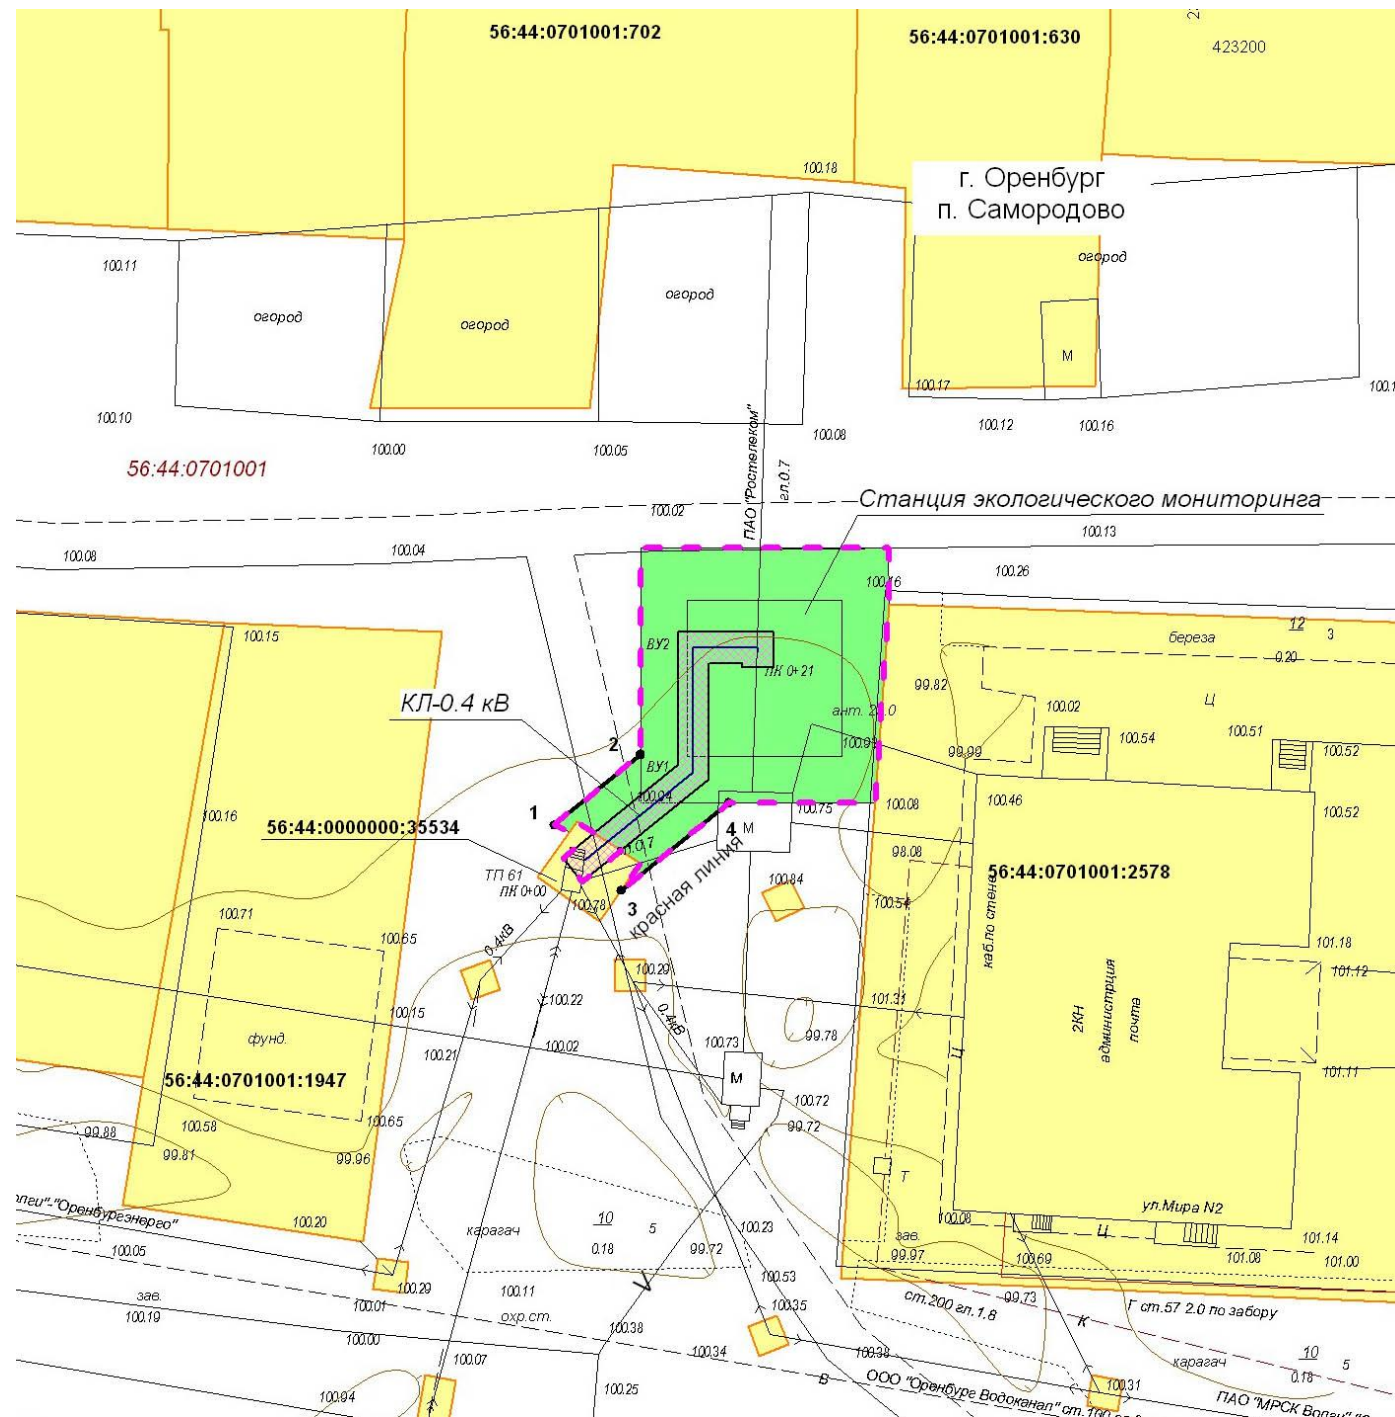 56:44:0701001:702
56:44:0701001:630
423200
100.18
г. Оренбург
п. Самородово
100.11
огород
огород
огород
огород
М
100.17
100.10
100.00
100.05
100.08
100.12
100.16
56:44:0701001
ПАО "Ростелеком"
гл.0.7
Станция экологического мониторинга
100.02
100.13
100.08
100.04
100.16
100.26
100.15
ВУ2
береза
12
3
0.20
ПК 0+21
99.82
КЛ-0.4 кВ
100.02
Ц
100.51
100.54
100.52
2
99.99
ВУ1
100.04
100.46
100.75
100.08
100.52
1
100.16
56:44:0000000:35534
4
М
98.08
56:44:0701001:2578
ТП 61
ПК 0+00
100.84
100.54
100.78
3
красная линия
100.71
100.65
0.4кВ
каб.по стене
101.18
101.12
100.29
100.22
101.31
100.15
0.4кВ
2КН
администрция
почта
фунд.
100.21
100.02
100.73
99.78
Ц
56:44:0701001:1947
М
101.11
100.72
100.65
100.58
99.72
99.88
99.81
99.96
Т
"Оренбургэнерго"
100.20
карагач
10
5
0.18
99.72
100.23
зав.
99.97
100.08
Ц
ул.Мира N2
100.05
100.69
101.08
101.14
101.00
100.29
100.01
100.11
100.53
99.73
зав.
100.19
охр.ст.
100.35
ст.200 гл.1.8
Г ст.57 2.0 по забору
К
100.00
100.38
100.34
100.38
100.07
карагач
10
5
0.18
100.94
100.25
В
ООО "Оренбург Водоканал"
100.31
ПАО "МРСК Волги"